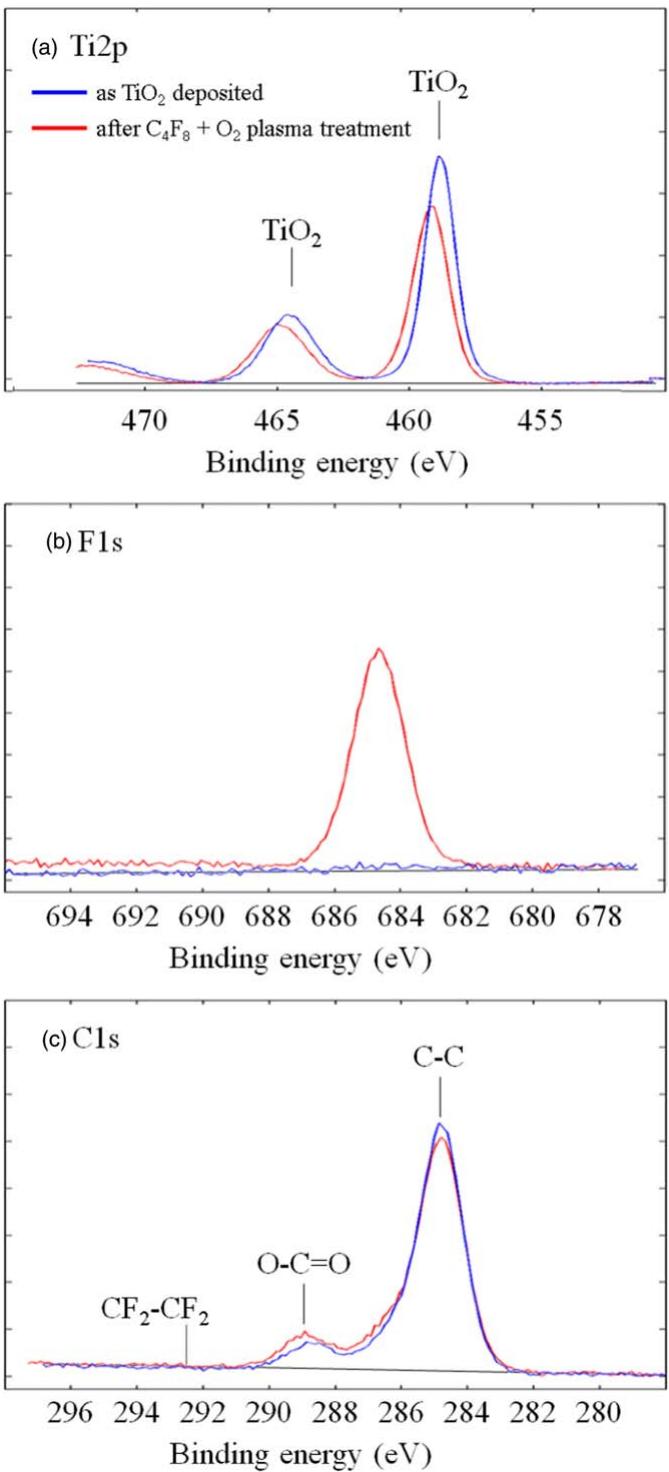 (a) Ti2p
as TiO₂ deposited
after C₄F₈ + O₂ plasma treatment
TiO₂
TiO₂
470 465 460 455
Binding energy (eV)
(b) F1s
694 692 690 688 686 684 682 680 678
Binding energy (eV)
(c) C1s
C-C
O-C=O
CF₂-CF₂
296 294 292 290 288 286 284 282 280
Binding energy (eV)